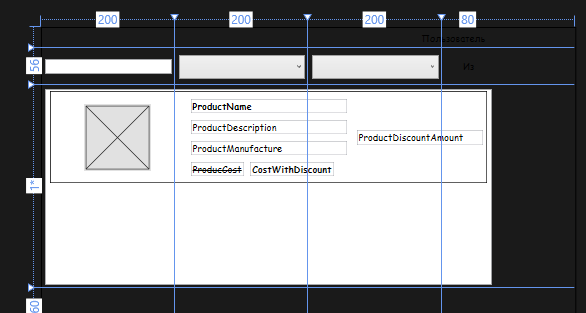 200 200 200 80
Пользователь
56
Из
ProductName
ProductDescription
ProductDiscountAmount
ProductManufacture
ProducCost CostWithDiscount
1*
60